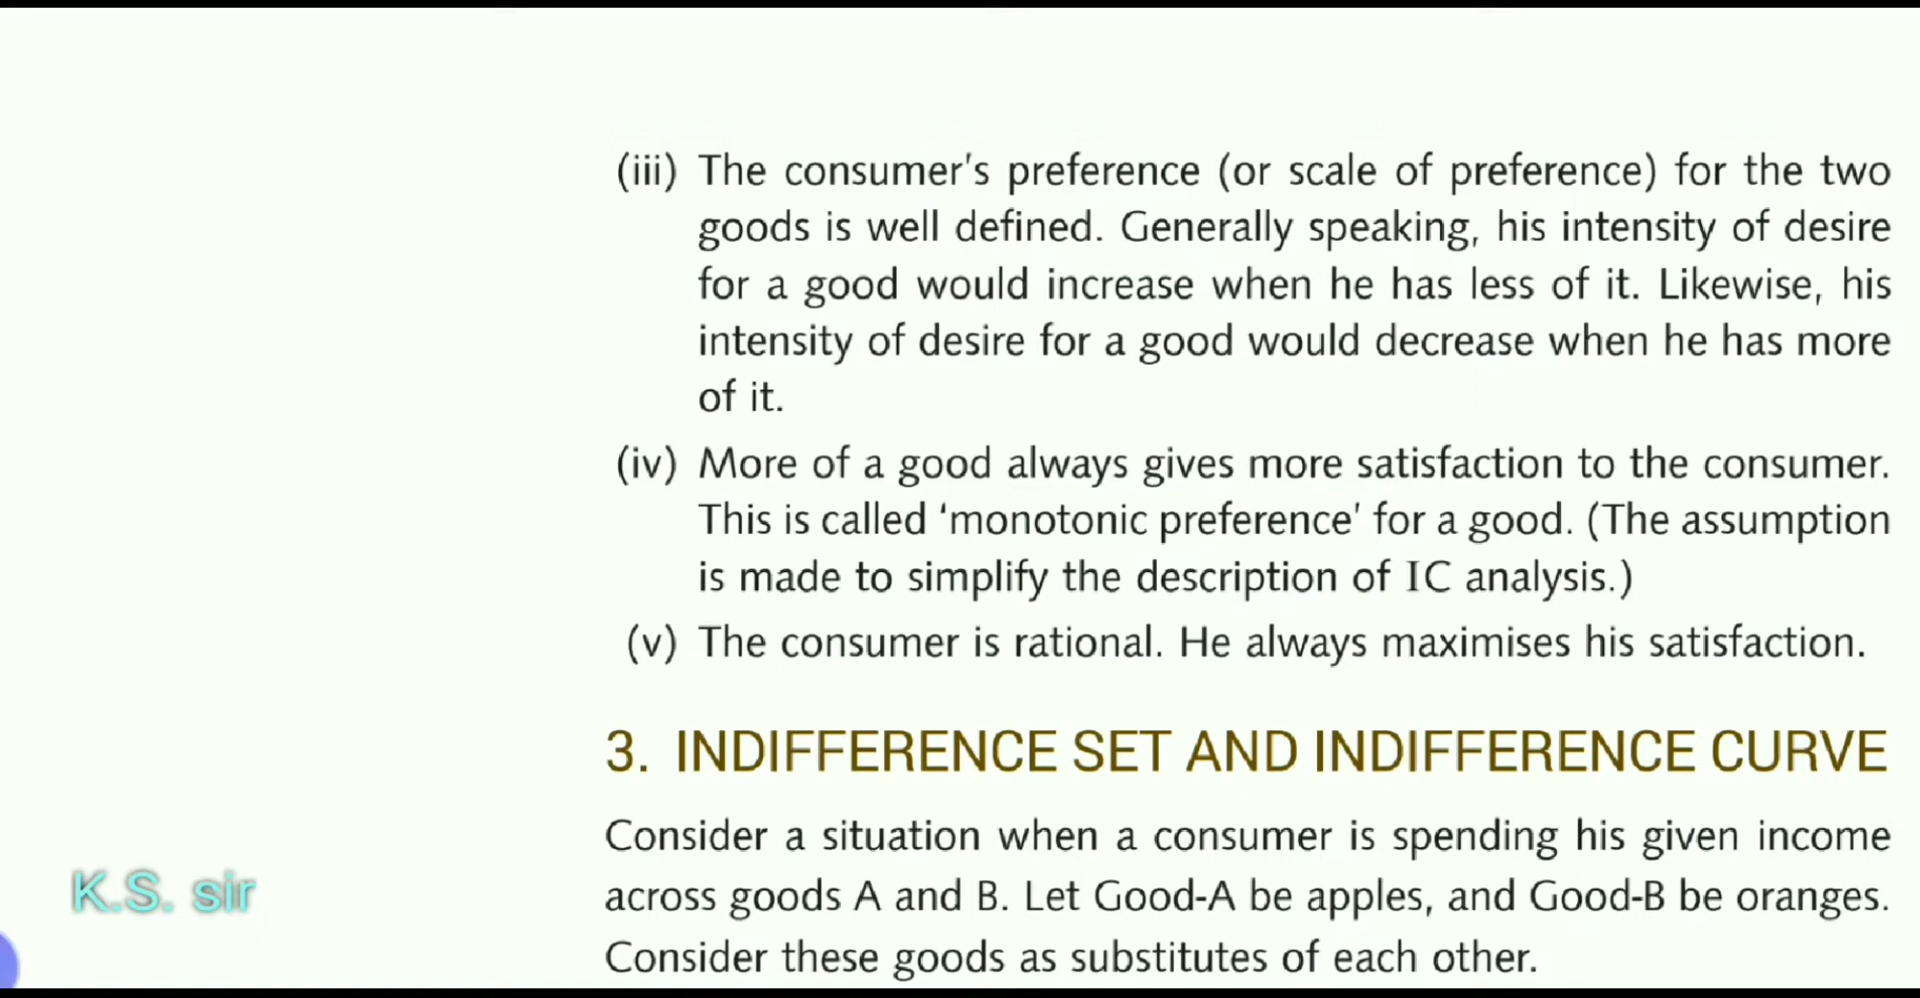 (iii) The consumer's preference (or scale of preference) for the two
goods is well defined. Generally speaking, his intensity of desire
for a good would increase when he has less of it. Likewise, his
intensity of desire for a good would decrease when he has more
of it.
(iv) More of a good always gives more satisfaction to the consumer.
This is called ‘monotonic preference’ for a good. (The assumption
is made to simplify the description of IC analysis.)
(v) The consumer is rational. He always maximises his satisfaction.
3. INDIFFERENCE SET AND INDIFFERENCE CURVE
Consider a situation when a consumer is spending his given income
across goods A and B. Let Good-A be apples, and Good-B be oranges.
Consider these goods as substitutes of each other.
K.S. sir